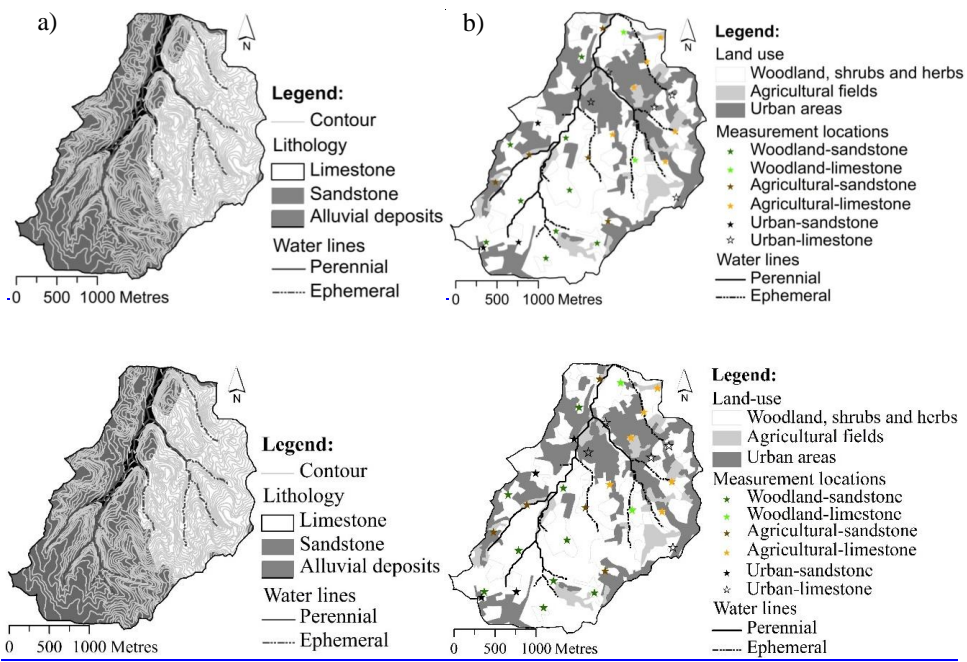 a)
N
Legend:
Contour
Lithology
Limestone
Sandstone
Alluvial deposits
Water lines
Perennial
Ephemeral
0 500 1000 Metres
b)
N
Legend:
Land use
Woodland, shrubs and herbs
Agricultural fields
Urban areas
Measurement locations
Woodland-sandstone
Woodland-limestone
Agricultural-sandstone
Agricultural-limestone
Urban-sandstone
Urban-limestone
Water lines
Perennial
Ephemeral
0 500 1000 Metres
N
Legend:
Contour
Lithology
Limestone
Sandstone
Alluvial deposits
Water lines
Perennial
Ephemeral
0 500 1000 Metres
N
Legend:
Land-use
Woodland, shrubs and herbs
Agricultural fields
Urban areas
Measurement locations
Woodland-sandstone
Woodland-limestone
Agricultural-sandstone
Agricultural-limestone
Urban-sandstone
Urban-limestone
Water lines
Perennial
Ephemeral
0 500 1000 Metres